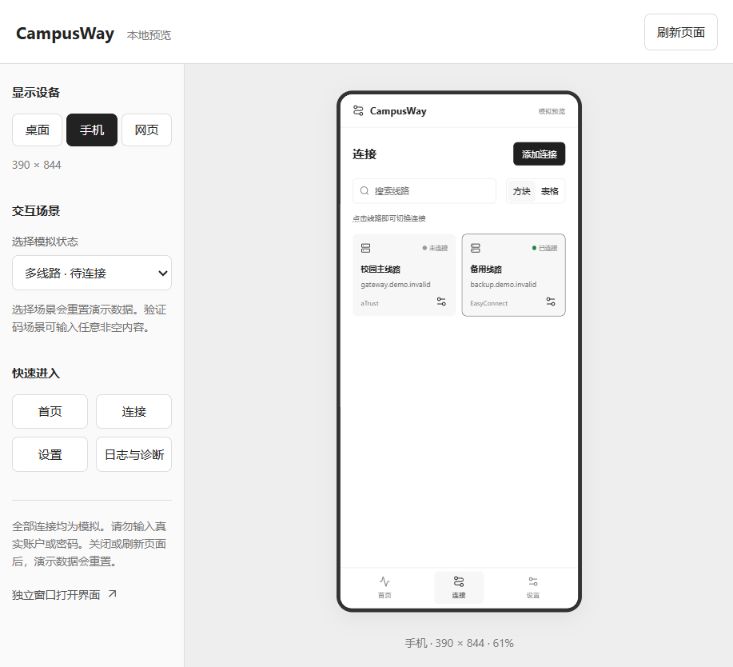 CampusWay 本地预览
刷新页面
显示设备
桌面 手机 网页
390 × 844
交互场景
选择模拟状态
多线路 · 待连接
选择场景会重置演示数据。验证
码场景可输入任意非空内容。
快速进入
首页 连接
设置 日志与诊断
全部连接均为模拟。请勿输入真
实账户或密码。关闭或刷新页面
后，演示数据会重置。
独立窗口打开界面
CampusWay 模拟预览
连接 添加连接
搜索线路 方块 表格
点击线路即可切换连接
未连接 已连接
校园主线路 备用线路
gateway.demo.invalid backup.demo.invalid
aTrust EasyConnect
首页 连接 设置
手机 · 390 × 844 · 61%